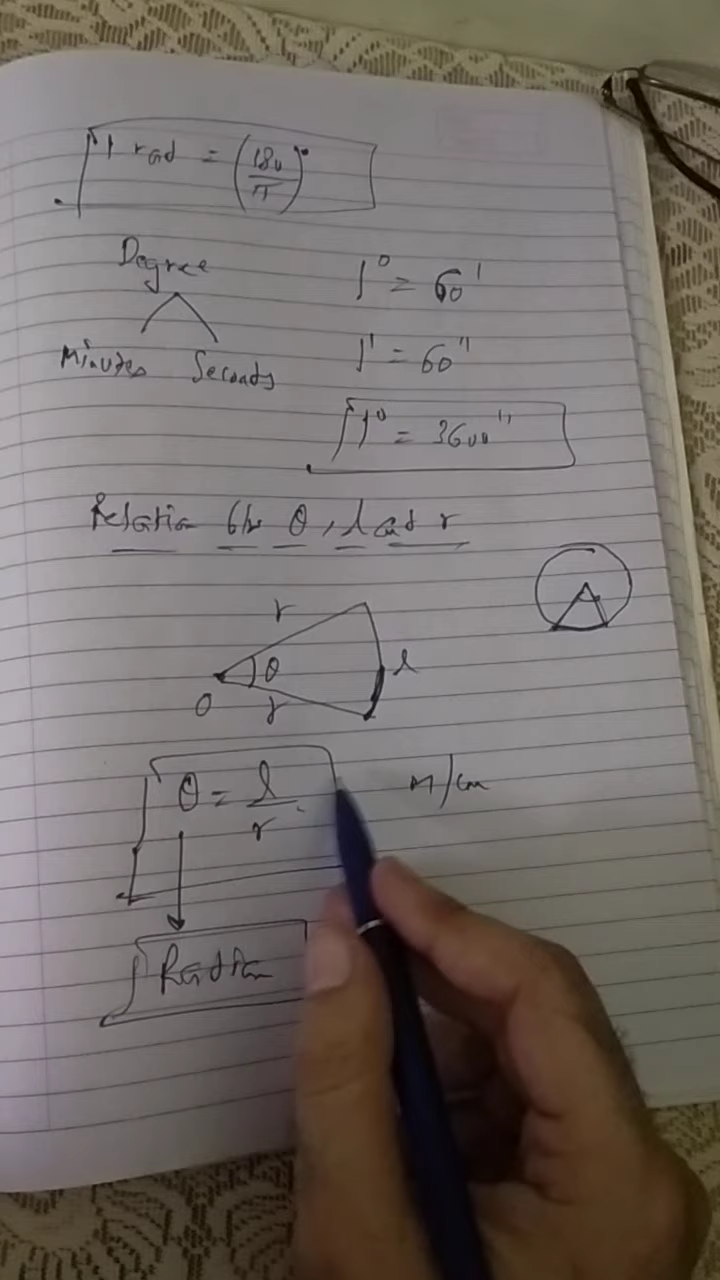 1 rad = (180/π)°
Degree
1° = 60'
Minutes Seconds
1' = 60"
1° = 3600"
Relation b/w θ, l and r
r
θ
l
O
r
θ = l/r
m/cm
Radian